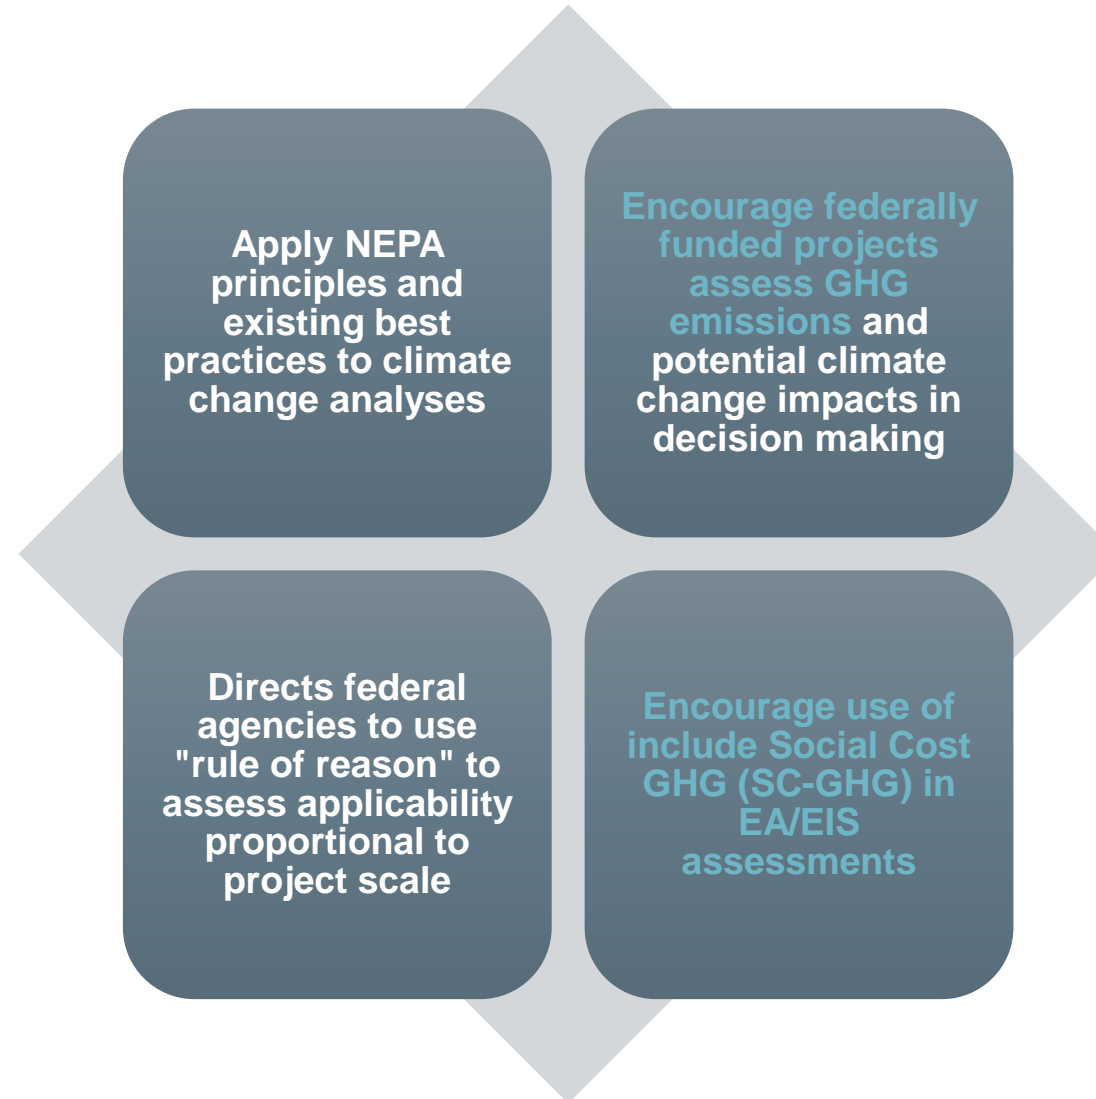 Apply NEPA
principles and
existing best
practices to climate
change analyses
Encourage federally
funded projects
assess GHG
emissions and
potential climate
change impacts in
decision making
Directs federal
agencies to use
"rule of reason" to
assess applicability
proportional to
project scale
Encourage use of
include Social Cost
GHG (SC-GHG) in
EA/EIS
assessments